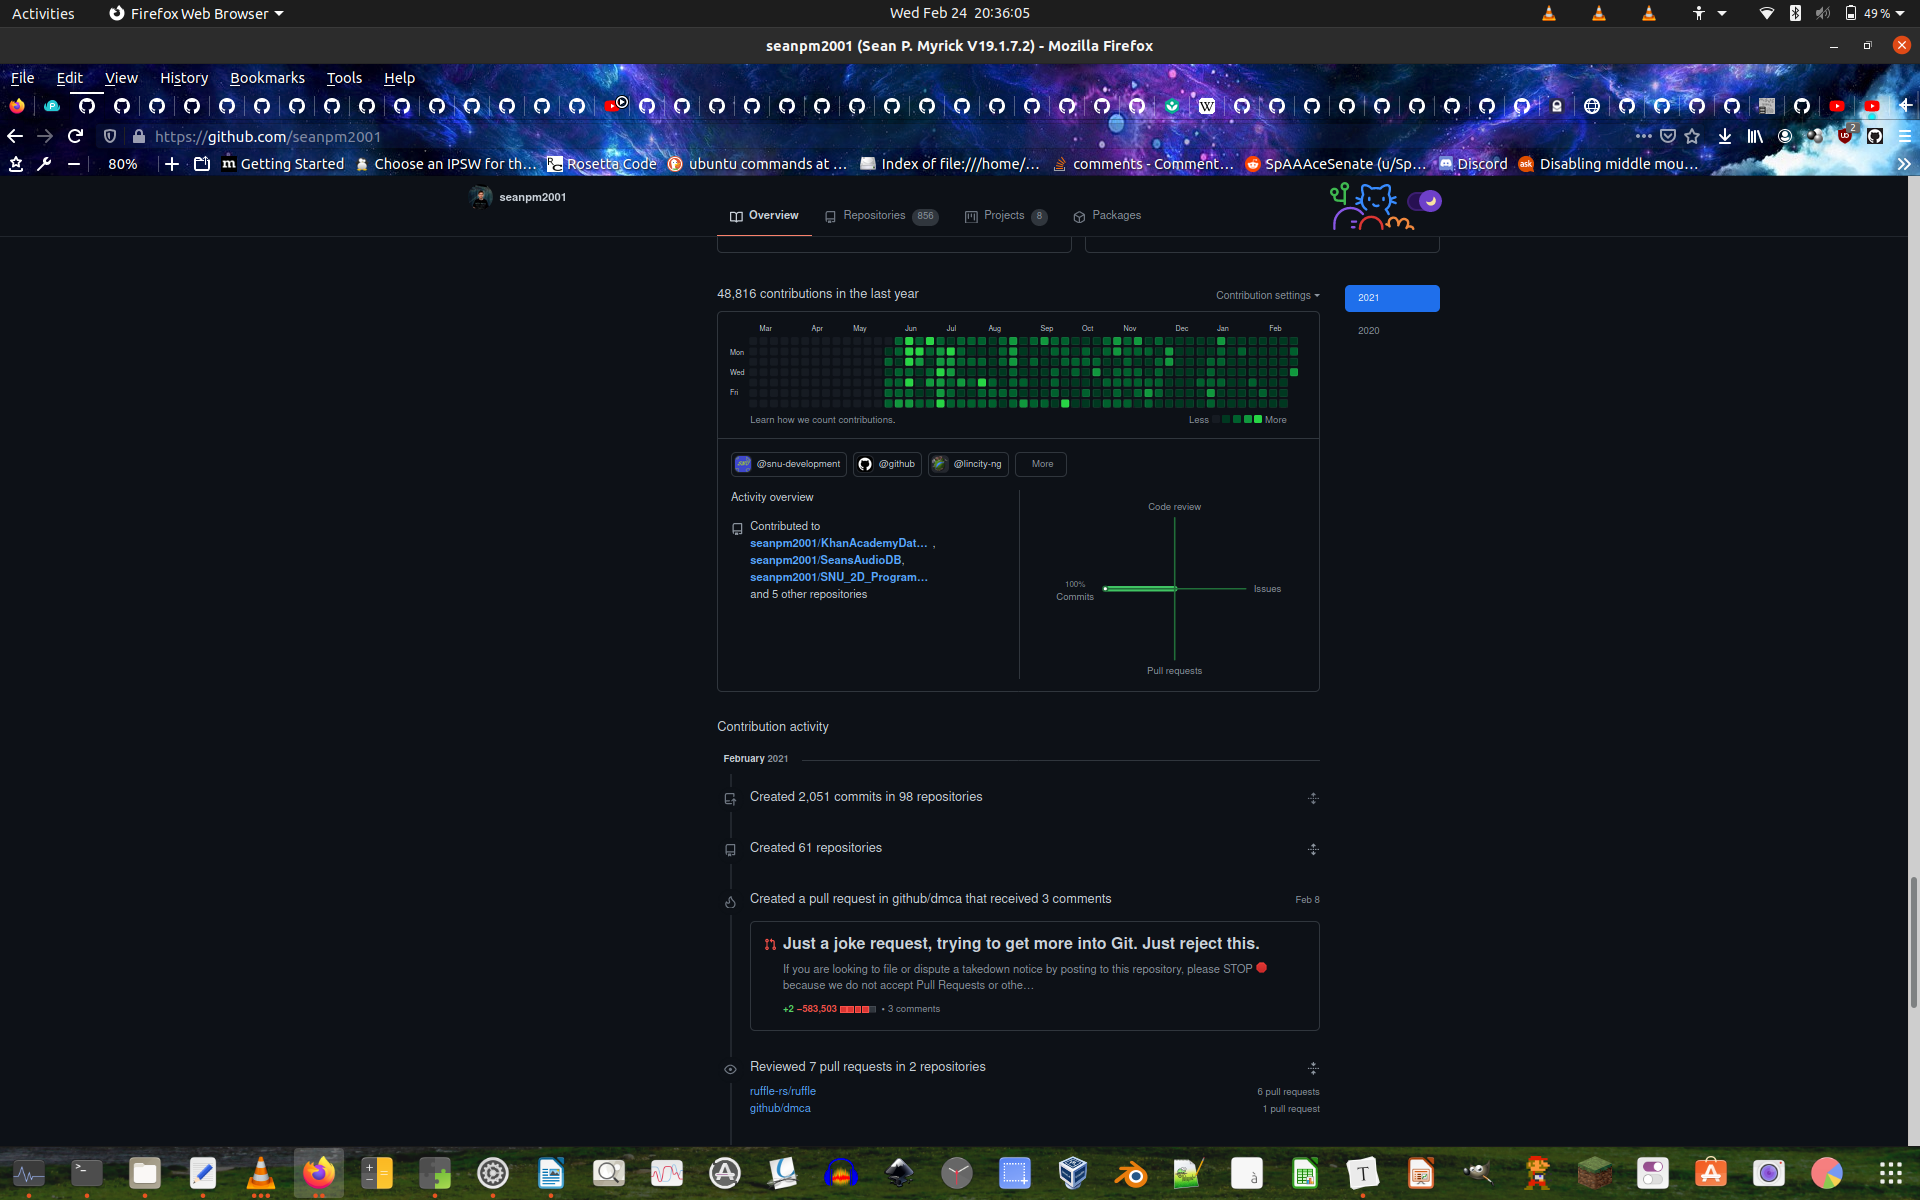 Activities
Firefox Web Browser
Wed Feb 24 20:36:05
49 %
seanpm2001 (Sean P. Myrick V19.1.7.2) - Mozilla Firefox
File Edit View History Bookmarks Tools Help
https://github.com/seanpm2001
2
80%
Getting Started
Choose an IPSW for th…
Rosetta Code
ubuntu commands at …
Index of file:///home/…
comments - Comment…
SpAAAceSenate (u/Sp…
Discord
Disabling middle mou…
seanpm2001
Overview
Repositories 856
Projects 8
Packages
48,816 contributions in the last year
Contribution settings
2021
2020
Mar Apr May Jun Jul Aug Sep Oct Nov Dec Jan Feb
Mon
Wed
Fri
Learn how we count contributions.
Less More
@snu-development
@github
@lincity-ng
More
Activity overview
Contributed to
seanpm2001/KhanAcademyDat… ,
seanpm2001/SeansAudioDB,
seanpm2001/SNU_2D_Program…
and 5 other repositories
Code review
100%
Commits
Issues
Pull requests
Contribution activity
February 2021
Created 2,051 commits in 98 repositories
Created 61 repositories
Created a pull request in github/dmca that received 3 comments
Feb 8
Just a joke request, trying to get more into Git. Just reject this.
If you are looking to file or dispute a takedown notice by posting to this repository, please STOP
because we do not accept Pull Requests or othe…
+2 −583,503 • 3 comments
Reviewed 7 pull requests in 2 repositories
ruffle-rs/ruffle
6 pull requests
github/dmca
1 pull request